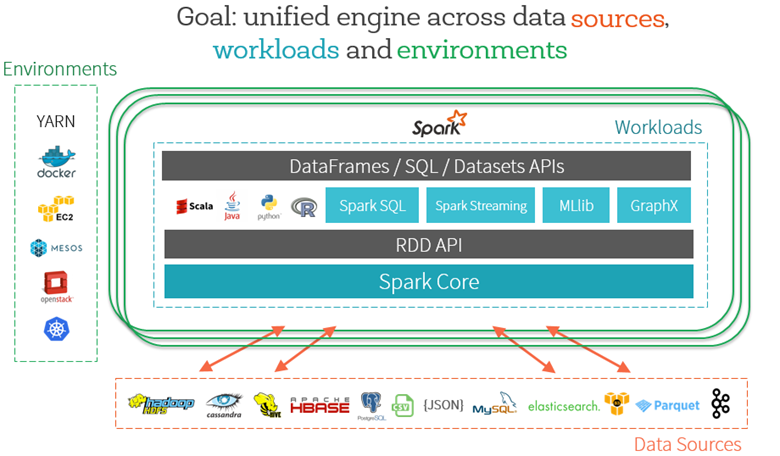 Goal: unified engine across data sources,
workloads and environments
Environments
YARN
docker
EC2
MESOS
openstack
Spark
Workloads
DataFrames / SQL / Datasets APIs
Scala
Java
python
R
Spark SQL
Spark Streaming
MLlib
GraphX
RDD API
Spark Core
hadoop
HDFS
cassandra
HIVE
APACHE
HBASE
PostgreSQL
CSV
{JSON}
MySQL
elasticsearch.
Parquet
Data Sources